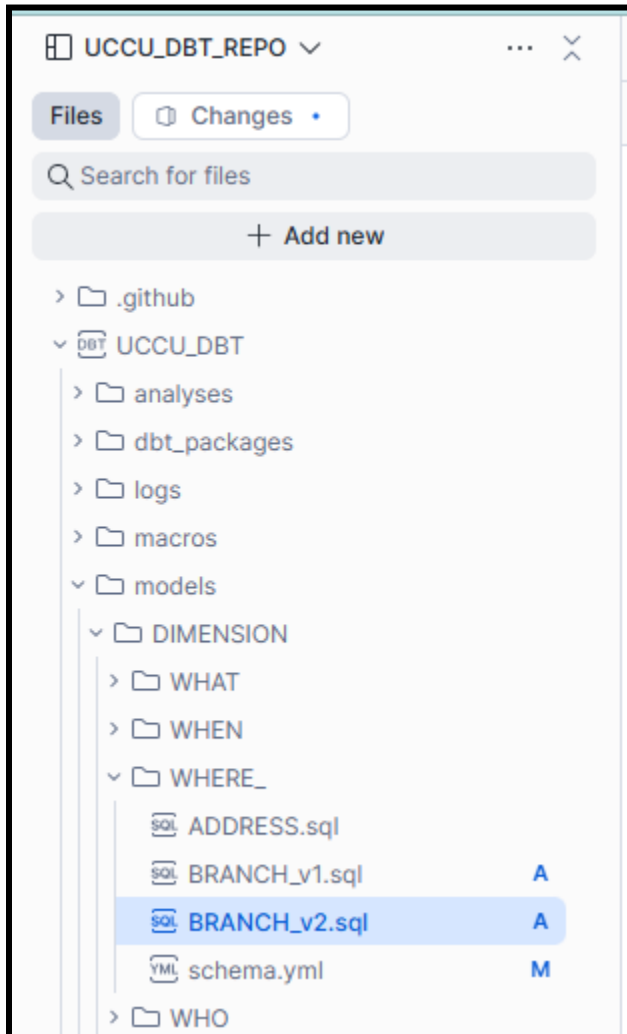 UCCU_DBT_REPO
Files Changes
Search for files
+ Add new
.github
DBT UCCU_DBT
analyses
dbt_packages
logs
macros
models
DIMENSION
WHAT
WHEN
WHERE_
SQL ADDRESS.sql
SQL BRANCH_v1.sql A
SQL BRANCH_v2.sql A
YML schema.yml M
WHO